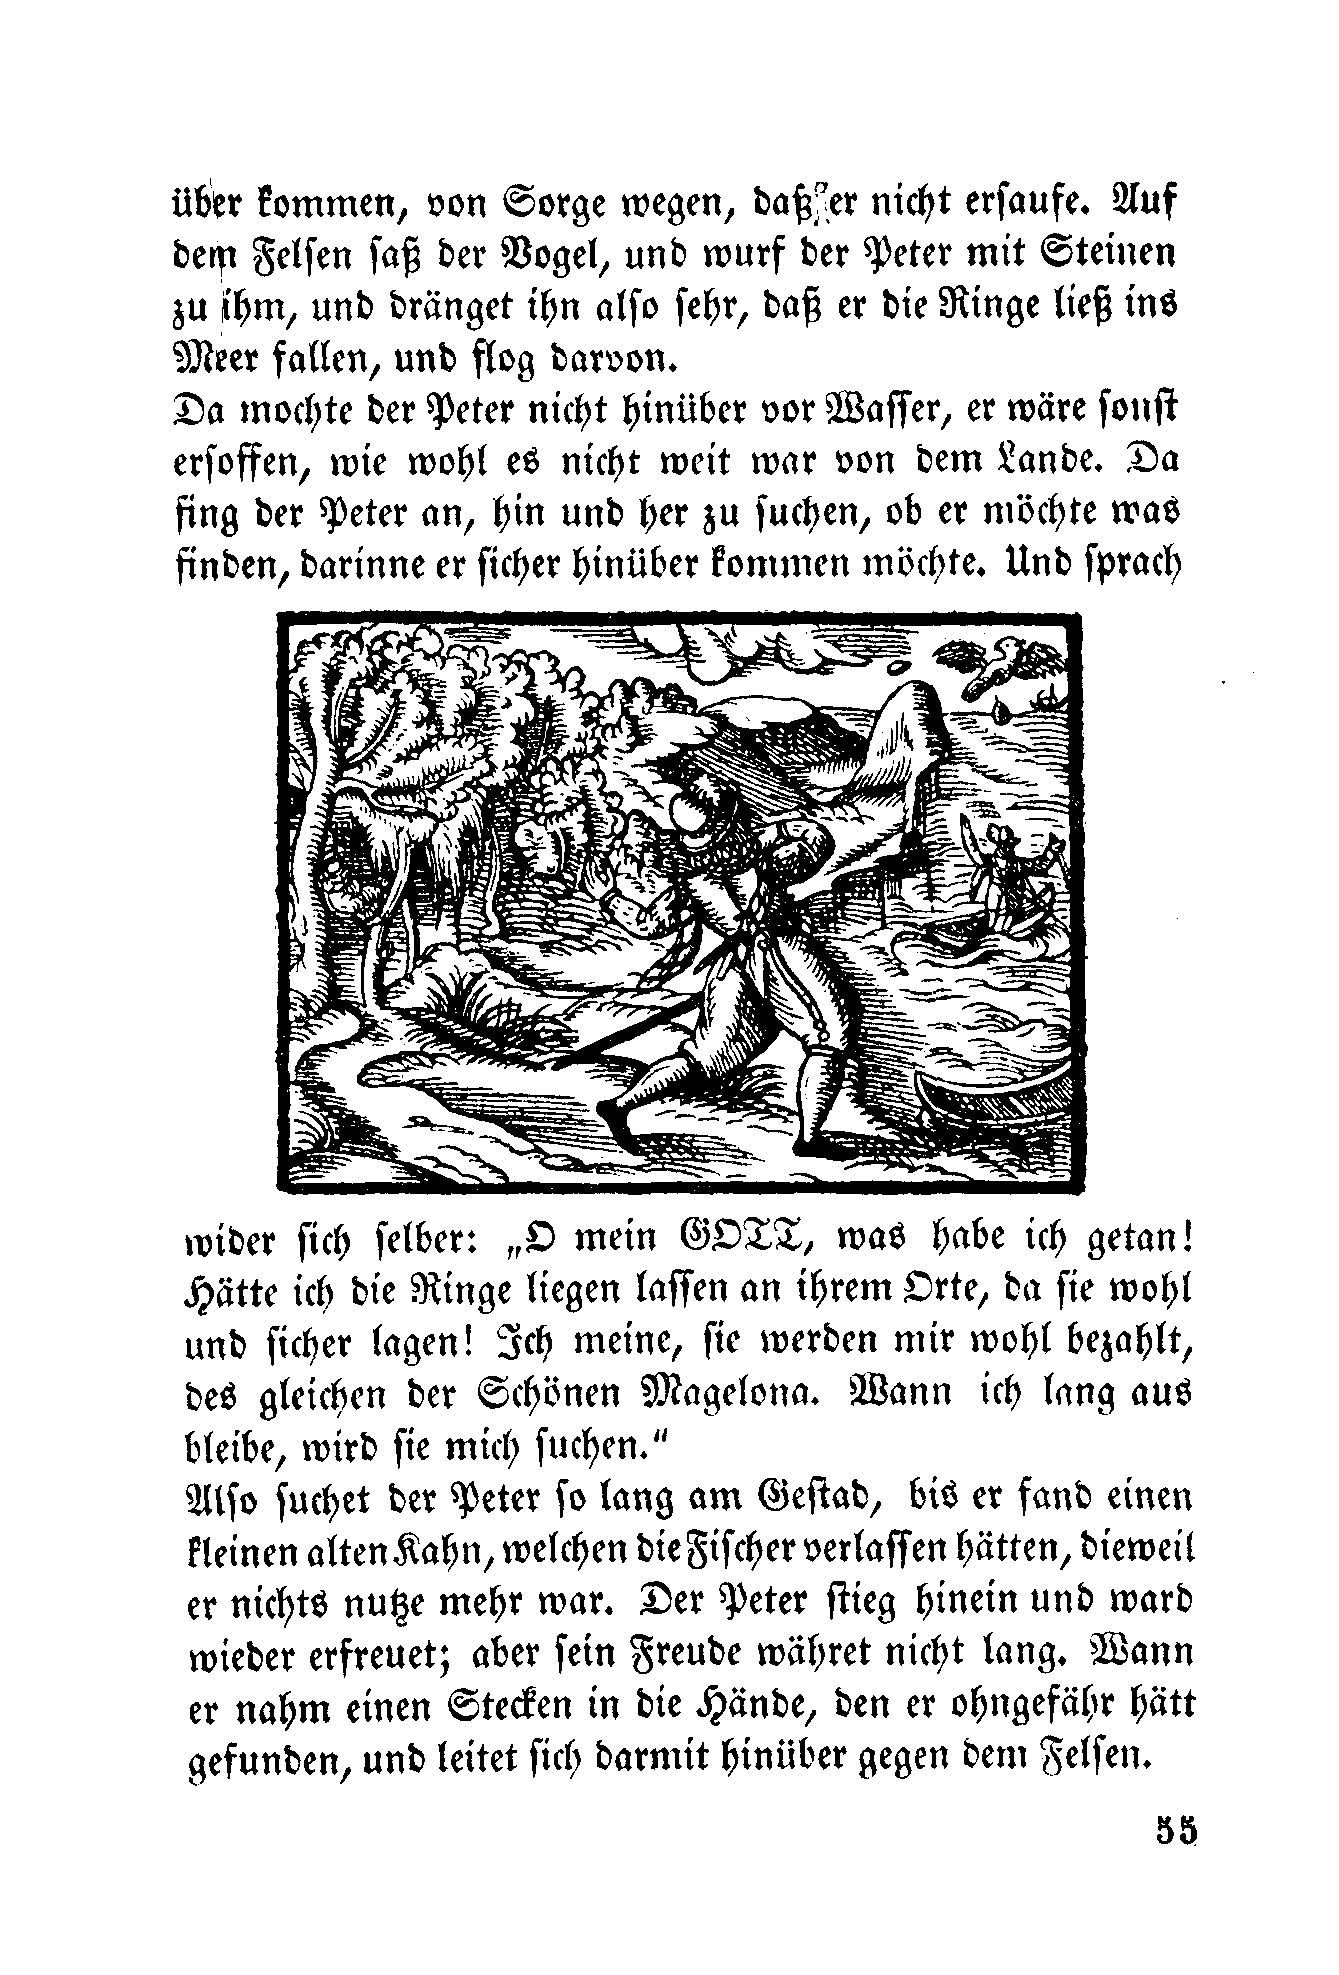 über kommen, von Sorge wegen, daß er nicht ersaufe. Auf
dem Felsen saß der Vogel, und wurf der Peter mit Steinen
zu ihm, und dränget ihn also sehr, daß er die Ringe ließ ins
Meer fallen, und flog darvon.
Da mochte der Peter nicht hinüber vor Wasser, er wäre sonst
ersoffen, wie wohl es nicht weit war von dem Lande. Da
fing der Peter an, hin und her zu suchen, ob er möchte was
finden, darinne er sicher hinüber kommen möchte. Und sprach
wider sich selber: „O mein GOTT, was habe ich getan!
Hätte ich die Ringe liegen lassen an ihrem Orte, da sie wohl
und sicher lagen! Ich meine, sie werden mir wohl bezahlt,
des gleichen der Schönen Magelona. Wann ich lang aus
bleibe, wird sie mich suchen.“
Also suchet der Peter so lang am Gestad, bis er fand einen
kleinen alten Kahn, welchen die Fischer verlassen hätten, dieweil
er nichts nutze mehr war. Der Peter stieg hinein und ward
wieder erfreuet; aber sein Freude währet nicht lang. Wann
er nahm einen Stecken in die Hände, den er ohngefähr hätt
gefunden, und leitet sich darmit hinüber gegen dem Felsen.
55